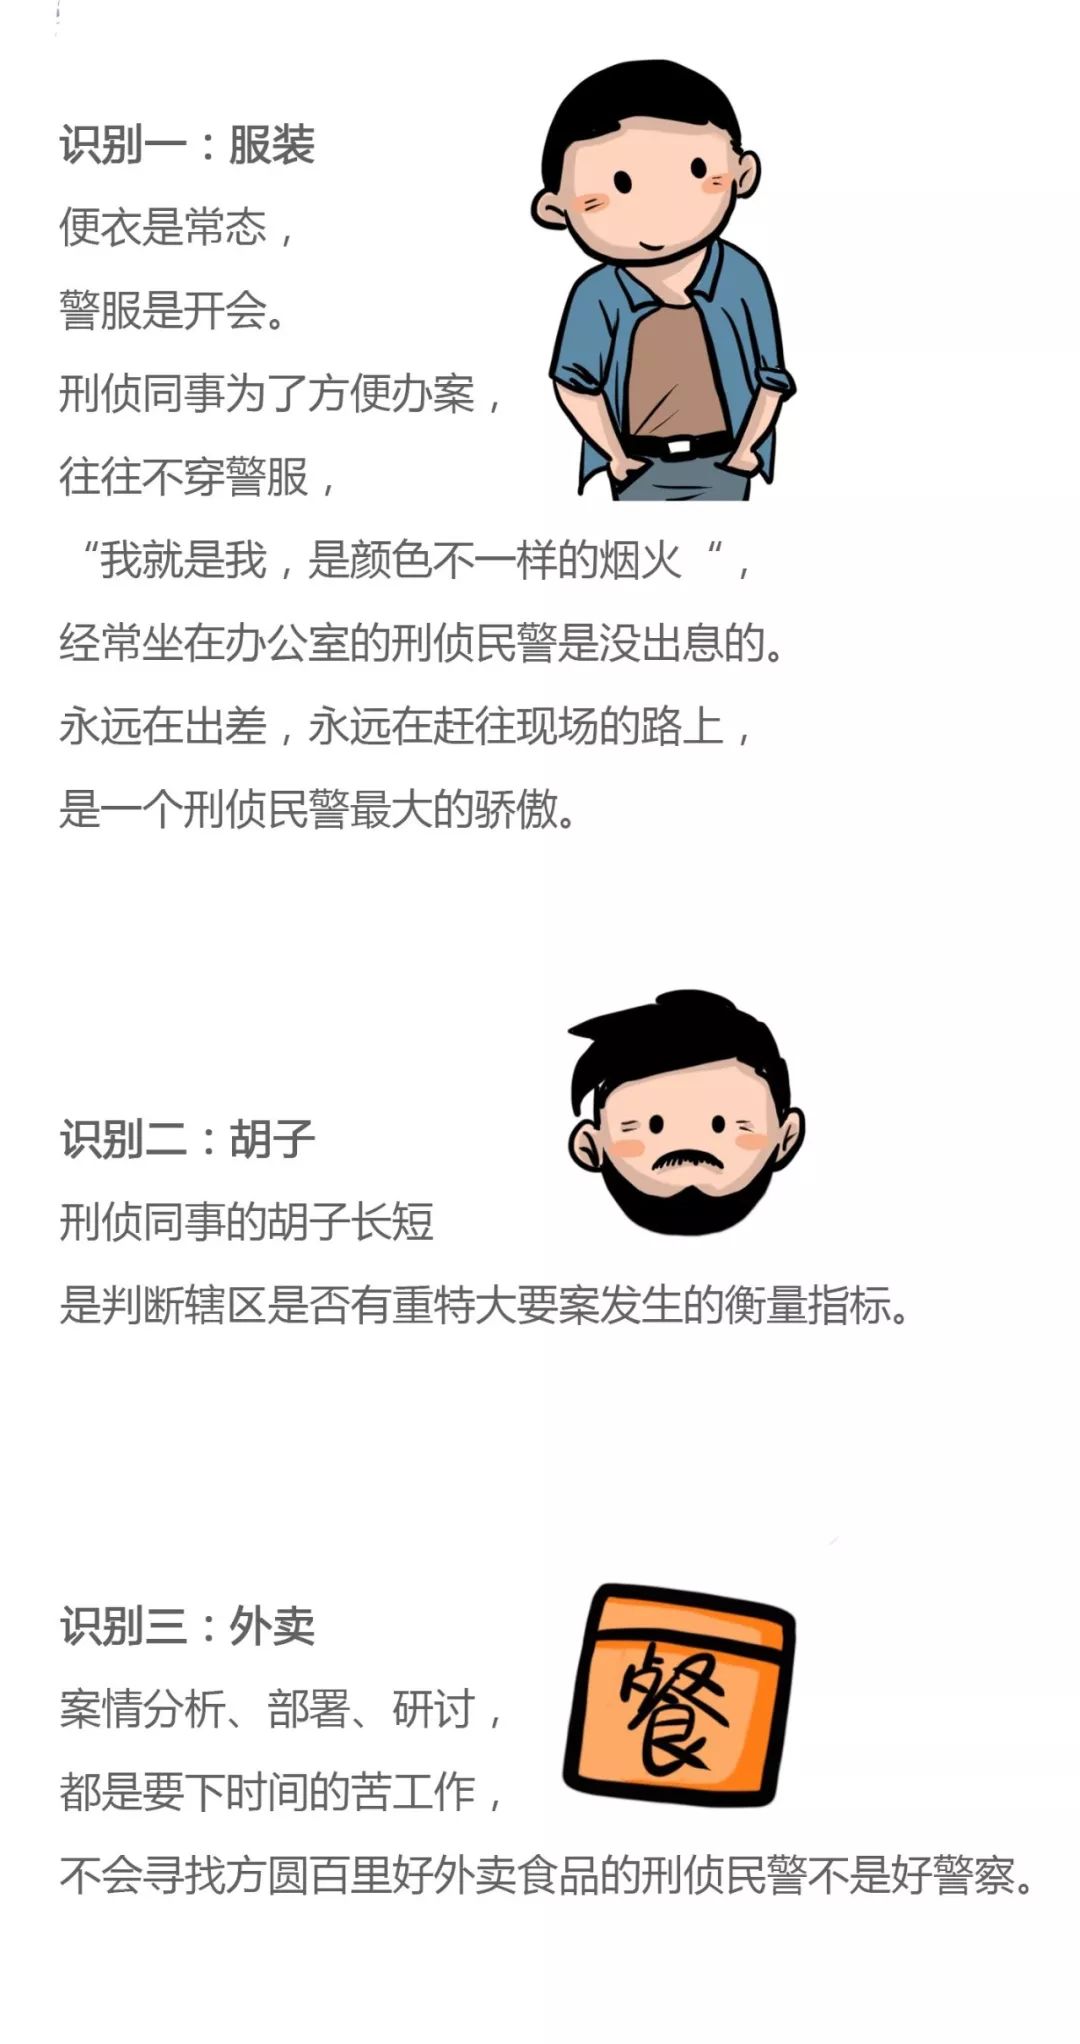 识别一：服装
便衣是常态，
警服是开会。
刑侦同事为了方便办案，
往往不穿警服，
“我就是我，是颜色不一样的烟火“，
经常坐在办公室的刑侦民警是没出息的。
永远在出差，永远在赶往现场的路上，
是一个刑侦民警最大的骄傲。
识别二：胡子
刑侦同事的胡子长短
是判断辖区是否有重特大要案发生的衡量指标。
识别三：外卖
餐
案情分析、部署、研讨，
都是要下时间的苦工作，
不会寻找方圆百里好外卖食品的刑侦民警不是好警察。